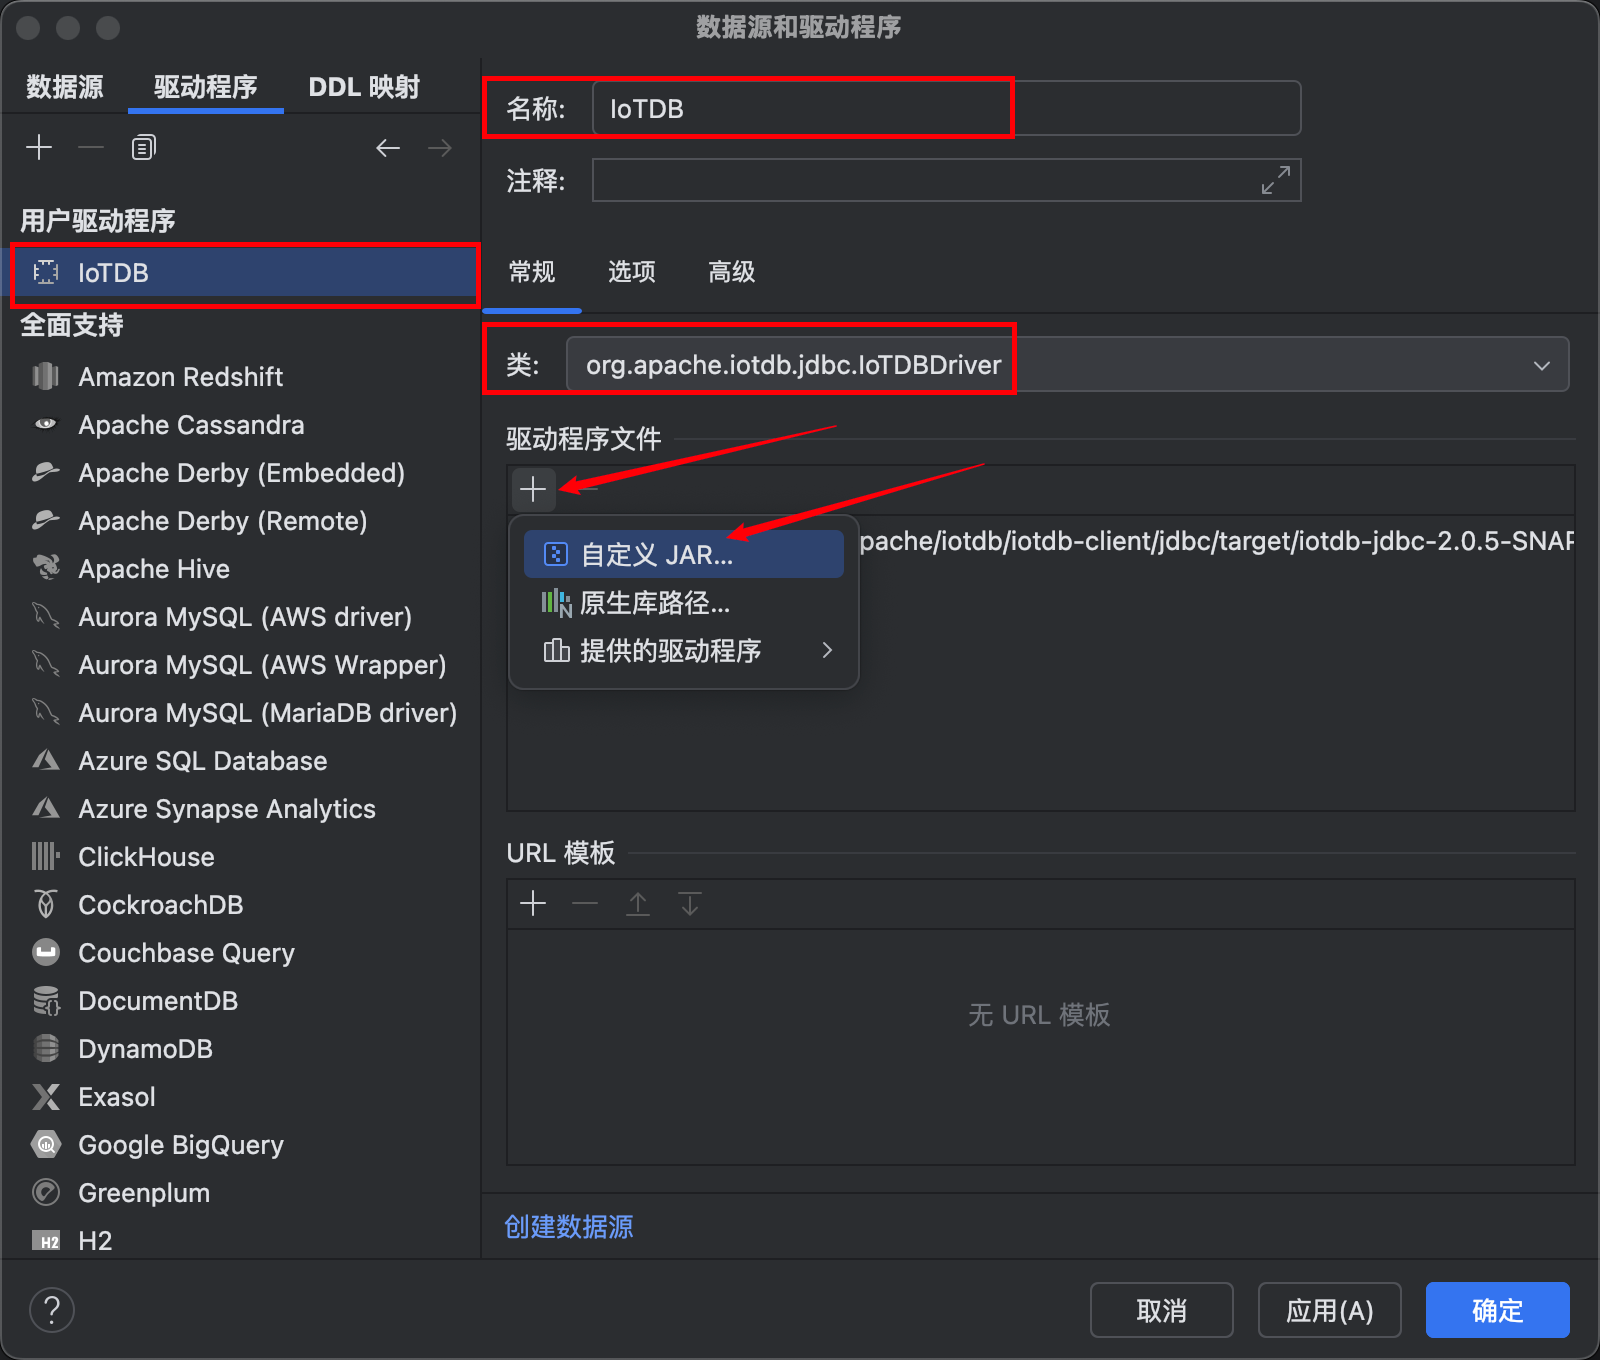 数据源和驱动程序
数据源
驱动程序
DDL 映射
用户驱动程序
IoTDB
全面支持
Amazon Redshift
Apache Cassandra
Apache Derby (Embedded)
Apache Derby (Remote)
Apache Hive
Aurora MySQL (AWS driver)
Aurora MySQL (AWS Wrapper)
Aurora MySQL (MariaDB driver)
Azure SQL Database
Azure Synapse Analytics
ClickHouse
CockroachDB
Couchbase Query
DocumentDB
DynamoDB
Exasol
Google BigQuery
Greenplum
H2
H2
名称: IoTDB
注释:
常规
选项
高级
类: org.apache.iotdb.jdbc.IoTDBDriver
驱动程序文件
pache/iotdb/iotdb-client/jdbc/target/iotdb-jdbc-2.0.5-SNAP
自定义 JAR...
原生库路径...
提供的驱动程序
URL 模板
无 URL 模板
创建数据源
?
取消
应用(A)
确定